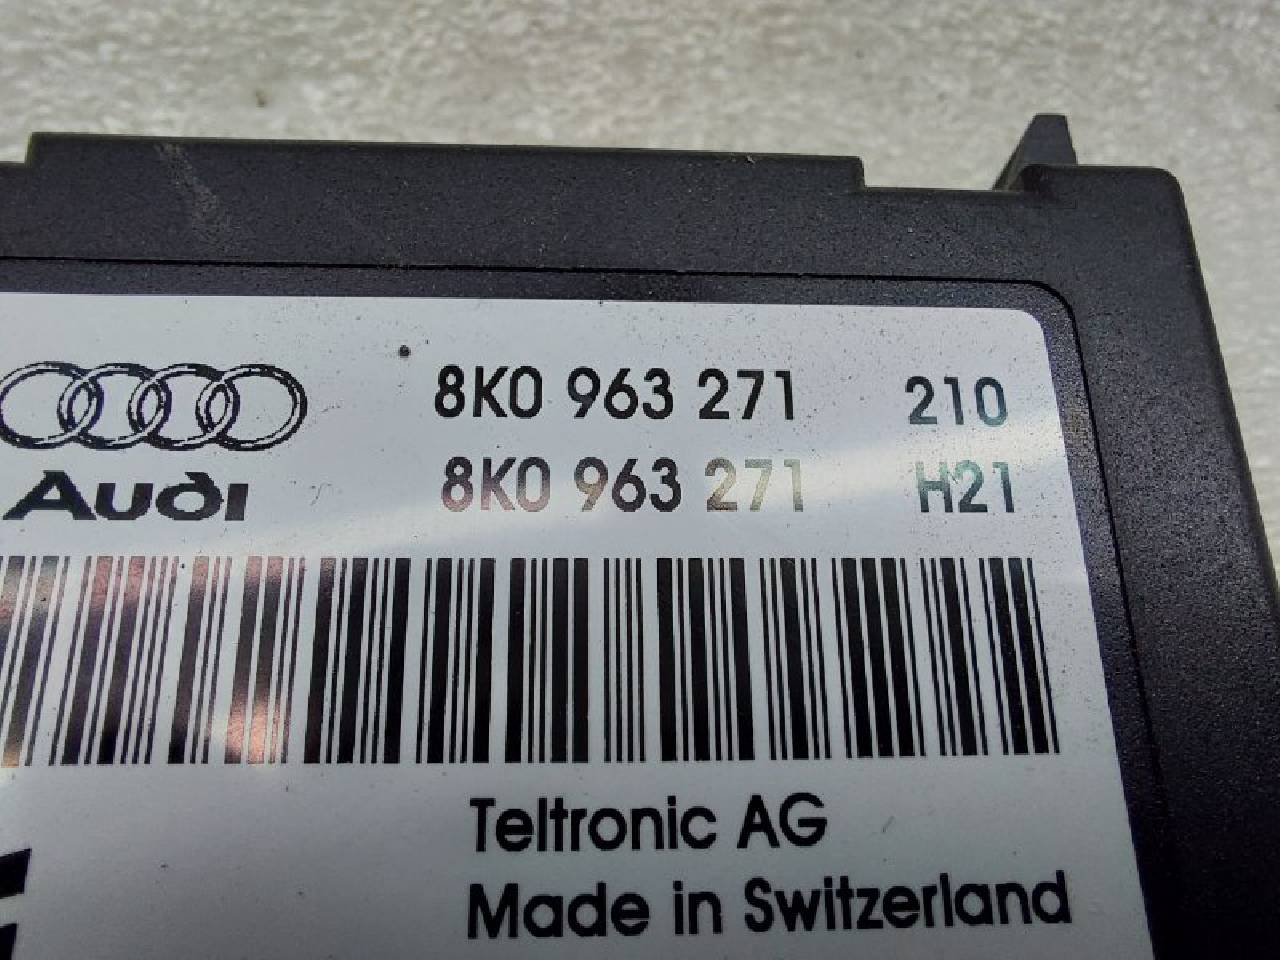 8K0 963 271 210
Audi 8K0 963 271 H21
Teltronic AG
Made in Switzerland